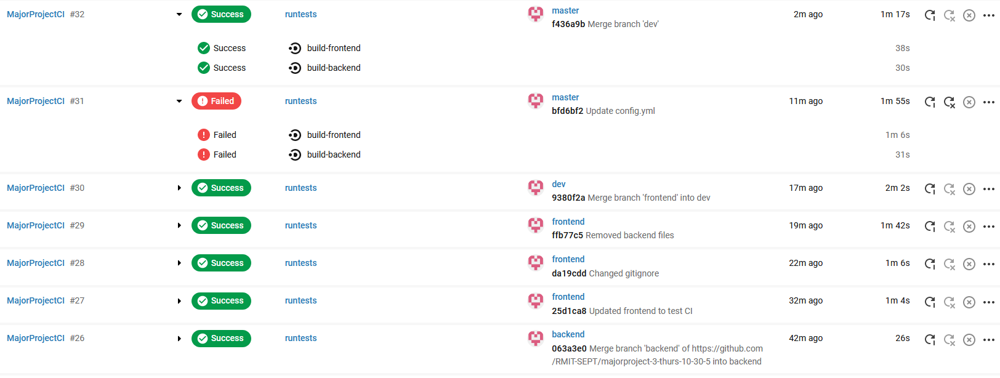 MajorProjectCI #32 Success runtests master 2m ago 1m 17s
f436a9b Merge branch 'dev'
Success build-frontend 38s
Success build-backend 30s
MajorProjectCI #31 Failed runtests master 11m ago 1m 55s
bfd6bf2 Update config.yml
Failed build-frontend 1m 6s
Failed build-backend 31s
MajorProjectCI #30 Success runtests dev 17m ago 2m 2s
9380f2a Merge branch 'frontend' into dev
MajorProjectCI #29 Success runtests frontend 19m ago 1m 42s
ffb77c5 Removed backend files
MajorProjectCI #28 Success runtests frontend 22m ago 1m 6s
da19cdd Changed gitignore
MajorProjectCI #27 Success runtests frontend 32m ago 1m 4s
25d1ca8 Updated frontend to test CI
MajorProjectCI #26 Success runtests backend 42m ago 26s
063a3e0 Merge branch 'backend' of https://github.com
/RMIT-SEPT/majorproject-3-thurs-10-30-5 into backend